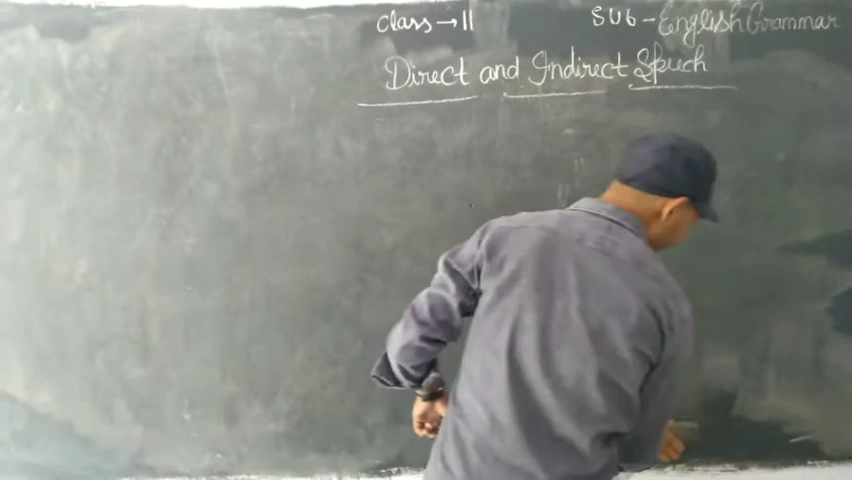 Class → 11 SUB - English Grammar
Direct and Indirect Speech